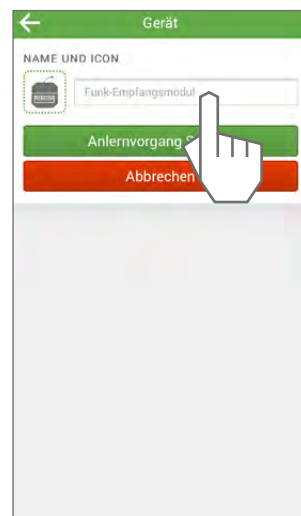 Gerät
NAME UND ICON
Funk-Empfangsmodul
Anlernvorgang
Abbrechen